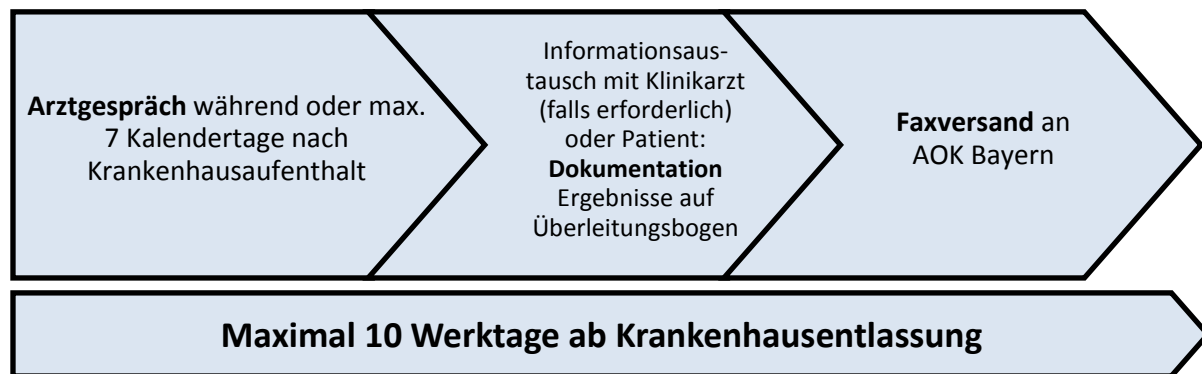 Arztgespräch während oder max.
7 Kalendertage nach
Krankenhausaufenthalt
Informationsaus-
tausch mit Klinikarzt
(falls erforderlich)
oder Patient:
Dokumentation
Ergebnisse auf
Überleitungsbogen
Faxversand an
AOK Bayern
Maximal 10 Werktage ab Krankenhausentlassung